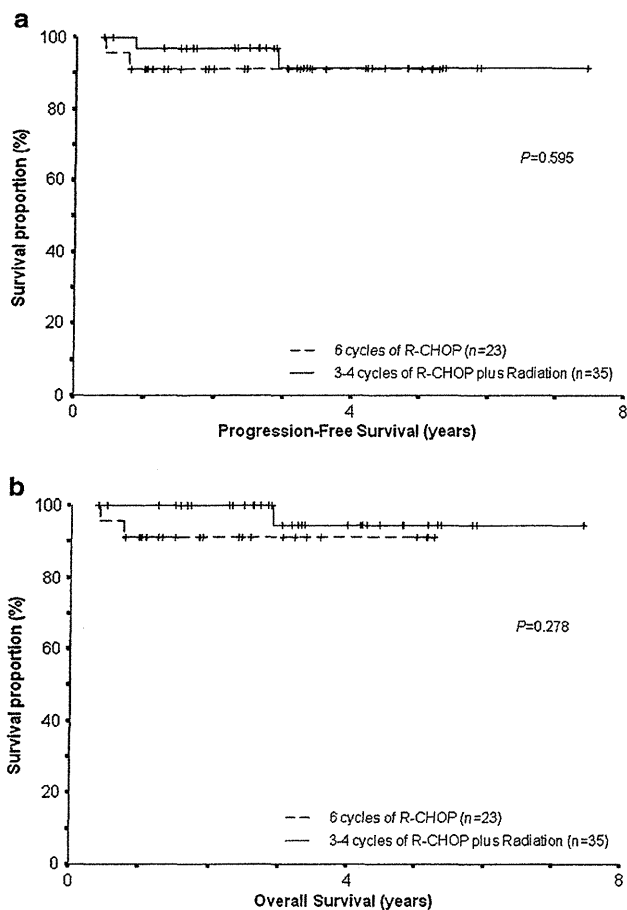 a
100
80
60
40
20
0
Survival proportion (%)
P=0.595
6 cycles of R-CHOP (n=23)
3-4 cycles of R-CHOP plus Radiation (n=35)
0 4 8
Progression-Free Survival (years)
b
100
80
60
40
20
0
Survival proportion (%)
P=0.278
6 cycles of R-CHOP (n=23)
3-4 cycles of R-CHOP plus Radiation (n=35)
0 4 8
Overall Survival (years)